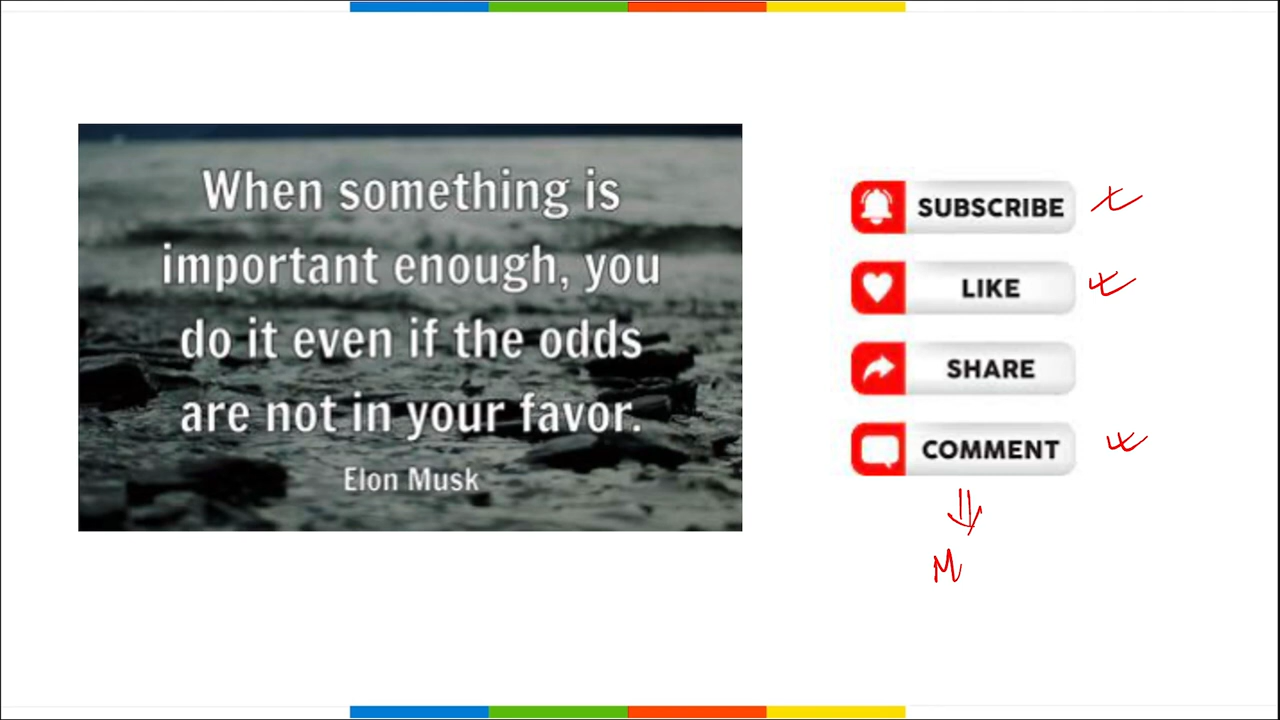 When something is
important enough, you
do it even if the odds
are not in your favor.
Elon Musk
SUBSCRIBE
LIKE
SHARE
COMMENT
M